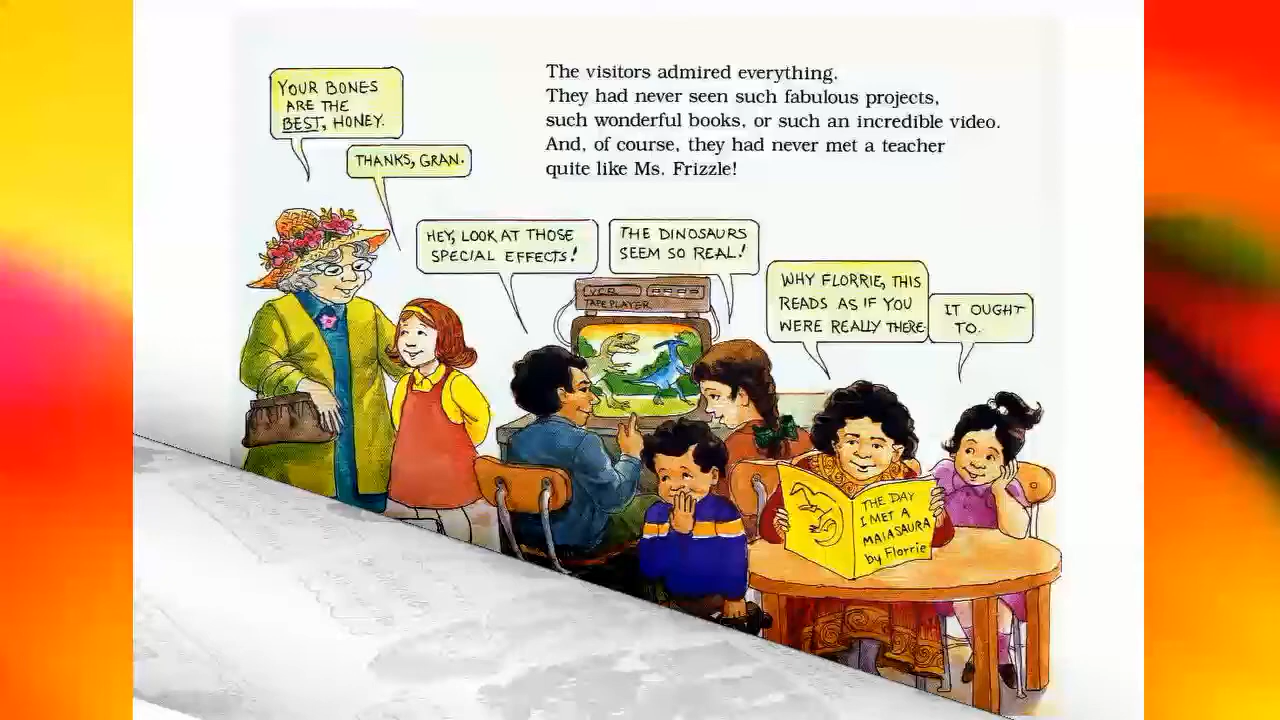 The visitors admired everything.
They had never seen such fabulous projects,
such wonderful books, or such an incredible video.
And, of course, they had never met a teacher
quite like Ms. Frizzle!
YOUR BONES
ARE THE
BEST, HONEY.
THANKS, GRAN.
HEY, LOOK AT THOSE
SPECIAL EFFECTS!
THE DINOSAURS
SEEM SO REAL!
WHY FLORRIE, THIS
READS AS IF YOU
WERE REALLY THERE
IT OUGHT
TO.
VCR
TAPE PLAYER
THE DAY
I MET A
MAIASAURA
by Florrie